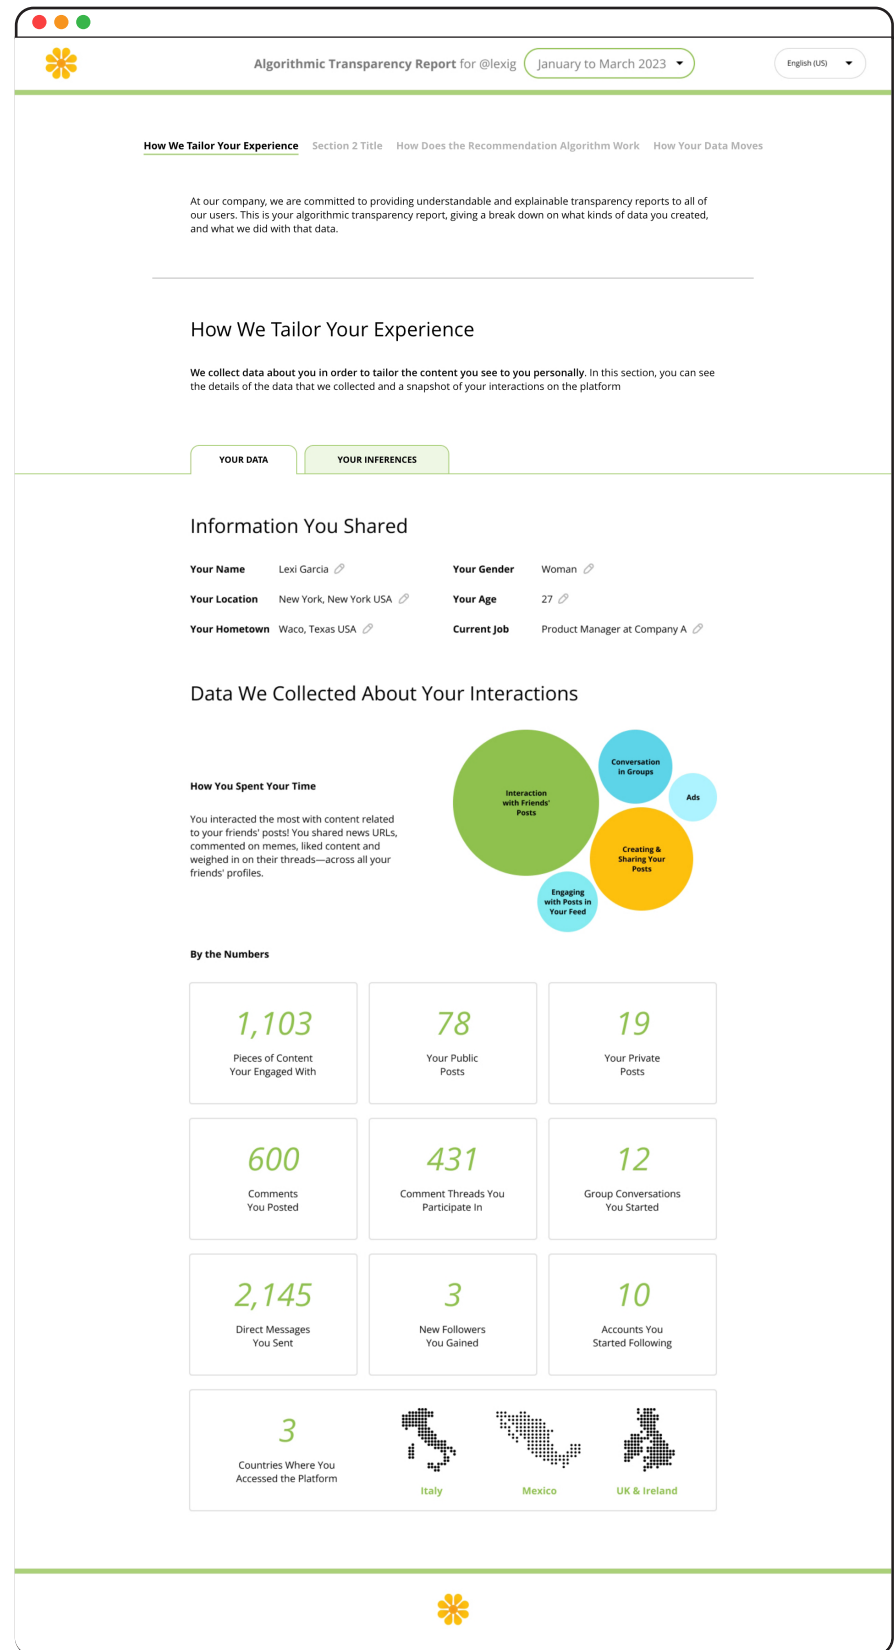 Algorithmic Transparency Report for @lexig
January to March 2023
English (US)
How We Tailor Your Experience
Section 2 Title
How Does the Recommendation Algorithm Work
How Your Data Moves
At our company, we are committed to providing understandable and explainable transparency reports to all of
our users. This is your algorithmic transparency report, giving a break down on what kinds of data you created,
and what we did with that data.
How We Tailor Your Experience
We collect data about you in order to tailor the content you see to you personally. In this section, you can see
the details of the data that we collected and a snapshot of your interactions on the platform
YOUR DATA
YOUR INFERENCES
Information You Shared
Your Name Lexi Garcia
Your Gender Woman
Your Location New York, New York USA
Your Age 27
Your Hometown Waco, Texas USA
Current Job Product Manager at Company A
Data We Collected About Your Interactions
How You Spent Your Time
You interacted the most with content related
to your friends' posts! You shared news URLs,
commented on memes, liked content and
weighed in on their threads—across all your
friends' profiles.
Interaction
with Friends'
Posts
Conversation
in Groups
Ads
Creating &
Sharing Your
Posts
Engaging
with Posts in
Your Feed
By the Numbers
1,103
Pieces of Content
Your Engaged With
78
Your Public
Posts
19
Your Private
Posts
600
Comments
You Posted
431
Comment Threads You
Participate In
12
Group Conversations
You Started
2,145
Direct Messages
You Sent
3
New Followers
You Gained
10
Accounts You
Started Following
3
Countries Where You
Accessed the Platform
Italy
Mexico
UK & Ireland